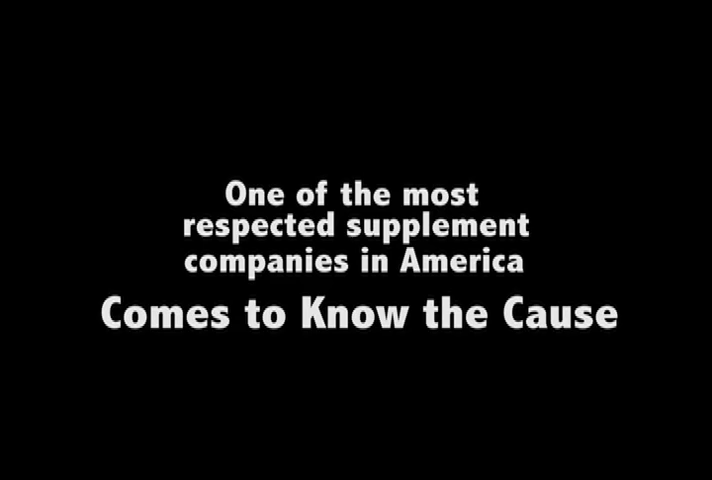 One of the most
respected supplement
companies in America
Comes to Know the Cause